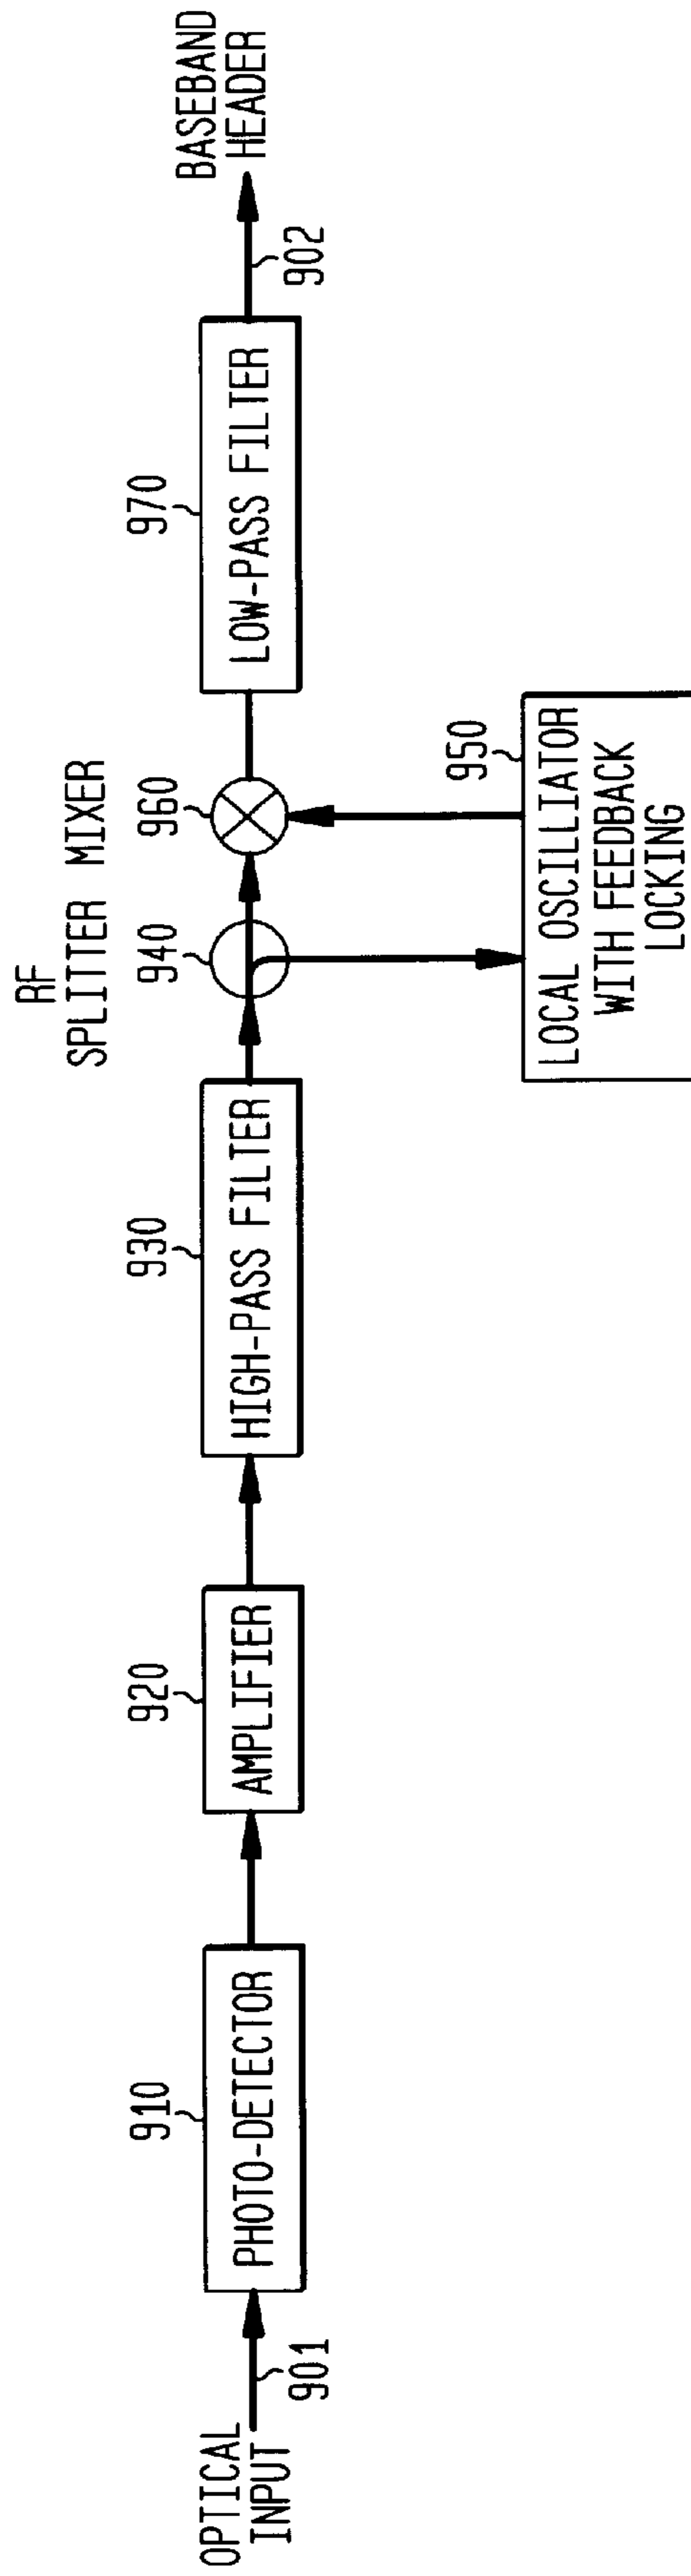 OPTICAL
INPUT
901
910
PHOTO-DETECTOR
920
AMPLIFIER
930
HIGH-PASS FILTER
RF
SPLITTER MIXER
940
960
950
LOCAL OSCILLIATOR
WITH FEEDBACK
LOCKING
970
LOW-PASS FILTER
902
BASEBAND
HEADER